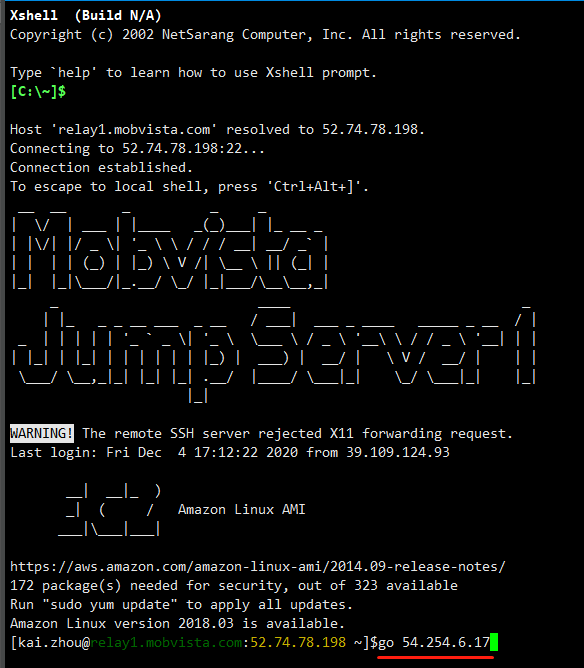 Xshell (Build N/A)
Copyright (c) 2002 NetSarang Computer, Inc. All rights reserved.
Type `help' to learn how to use Xshell prompt.
[C:\~]$
Host 'relay1.mobvista.com' resolved to 52.74.78.198.
Connecting to 52.74.78.198:22...
Connection established.
To escape to local shell, press 'Ctrl+Alt+]'.
Mobvista
Jump Server1
WARNING! The remote SSH server rejected X11 forwarding request.
Last login: Fri Dec  4 17:12:22 2020 from 39.109.124.93
EC2
Amazon Linux AMI
https://aws.amazon.com/amazon-linux-ami/2014.09-release-notes/
172 package(s) needed for security, out of 323 available
Run "sudo yum update" to apply all updates.
Amazon Linux version 2018.03 is available.
[kai.zhou@relay1.mobvista.com:52.74.78.198 ~]$go 54.254.6.17